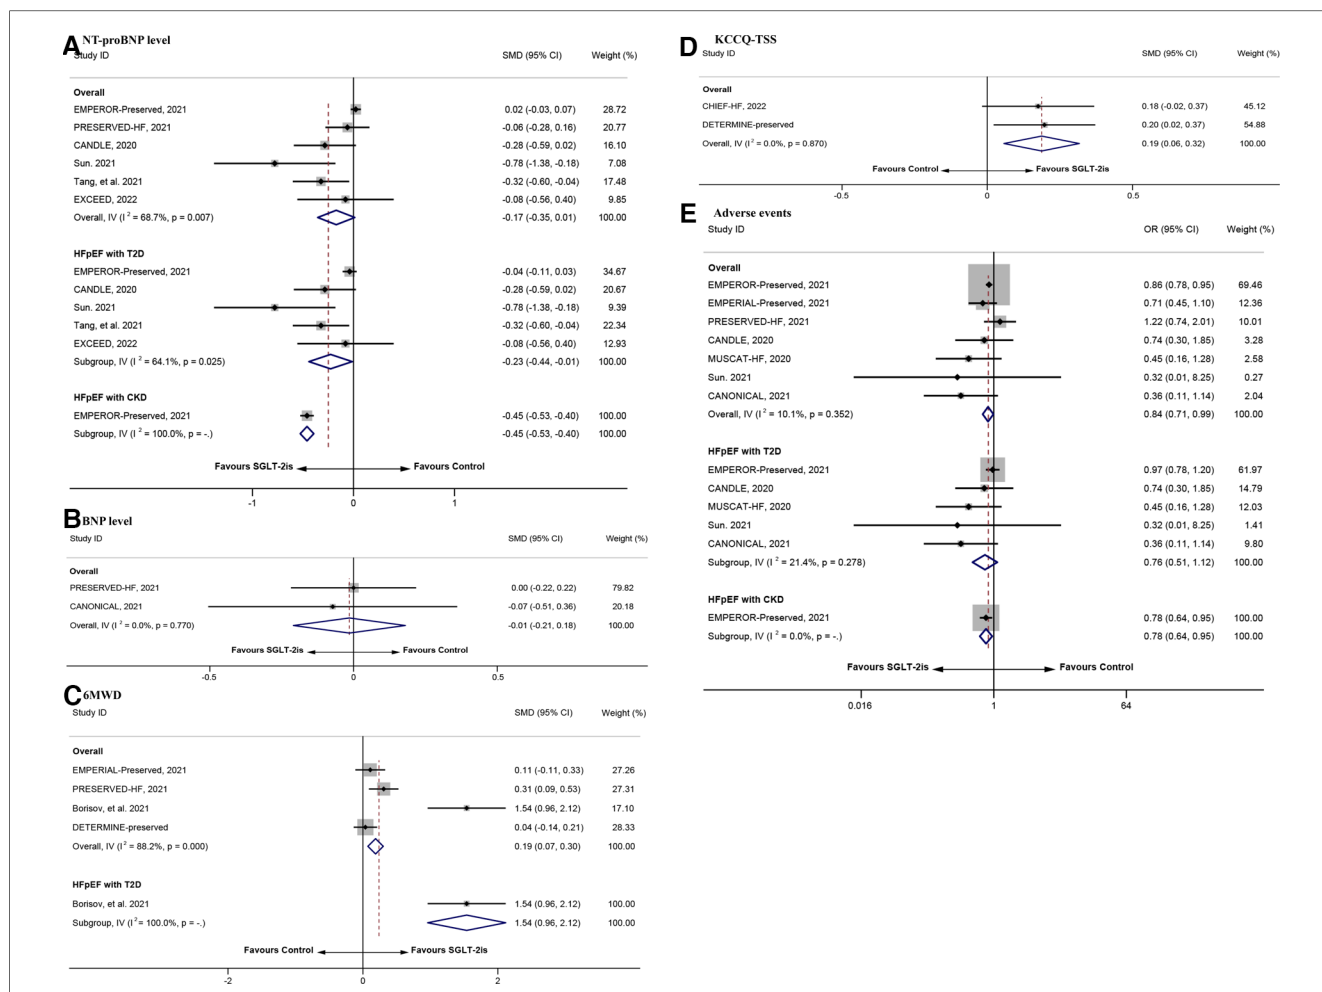 A NT-proBNP level
Study ID SMD (95% CI) Weight (%)
Overall
EMPEROR-Preserved, 2021 0.02 (-0.03, 0.07) 28.72
PRESERVED-HF, 2021 -0.06 (-0.28, 0.16) 20.77
CANDLE, 2020 -0.28 (-0.59, 0.02) 16.10
Sun. 2021 -0.78 (-1.38, -0.18) 7.08
Tang, et al. 2021 -0.32 (-0.60, -0.04) 17.48
EXCEED, 2022 -0.08 (-0.56, 0.40) 9.85
Overall, IV (I² = 68.7%, p = 0.007) -0.17 (-0.35, 0.01) 100.00
HFpEF with T2D
EMPEROR-Preserved, 2021 -0.04 (-0.11, 0.03) 34.67
CANDLE, 2020 -0.28 (-0.59, 0.02) 20.67
Sun. 2021 -0.78 (-1.38, -0.18) 9.39
Tang, et al. 2021 -0.32 (-0.60, -0.04) 22.34
EXCEED, 2022 -0.08 (-0.56, 0.40) 12.93
Subgroup, IV (I² = 64.1%, p = 0.025) -0.23 (-0.44, -0.01) 100.00
HFpEF with CKD
EMPEROR-Preserved, 2021 -0.45 (-0.53, -0.40) 100.00
Subgroup, IV (I² = 100.0%, p = -.) -0.45 (-0.53, -0.40) 100.00
Favours SGLT-2is Favours Control
-1 0 1
B BNP level
Study ID SMD (95% CI) Weight (%)
Overall
PRESERVED-HF, 2021 0.00 (-0.22, 0.22) 79.82
CANONICAL, 2021 -0.07 (-0.51, 0.36) 20.18
Overall, IV (I² = 0.0%, p = 0.770) -0.01 (-0.21, 0.18) 100.00
Favours SGLT-2is Favours Control
-0.5 0 0.5
C 6MWD
Study ID SMD (95% CI) Weight (%)
Overall
EMPERIAL-Preserved, 2021 0.11 (-0.11, 0.33) 27.26
PRESERVED-HF, 2021 0.31 (0.09, 0.53) 27.31
Borisov, et al. 2021 1.54 (0.96, 2.12) 17.10
DETERMINE-preserved 0.04 (-0.14, 0.21) 28.33
Overall, IV (I² = 88.2%, p = 0.000) 0.19 (0.07, 0.30) 100.00
HFpEF with T2D
Borisov, et al. 2021 1.54 (0.96, 2.12) 100.00
Subgroup, IV (I² = 100.0%, p = -.) 1.54 (0.96, 2.12) 100.00
Favours Control Favours SGLT-2is
-2 0 2
D KCCQ-TSS
Study ID SMD (95% CI) Weight (%)
Overall
CHIEF-HF, 2022 0.18 (-0.02, 0.37) 45.12
DETERMINE-preserved 0.20 (0.02, 0.37) 54.88
Overall, IV (I² = 0.0%, p = 0.870) 0.19 (0.06, 0.32) 100.00
Favours Control Favours SGLT-2is
-0.5 0 0.5
E Adverse events
Study ID OR (95% CI) Weight (%)
Overall
EMPEROR-Preserved, 2021 0.86 (0.78, 0.95) 69.46
EMPERIAL-Preserved, 2021 0.71 (0.45, 1.10) 12.36
PRESERVED-HF, 2021 1.22 (0.74, 2.01) 10.01
CANDLE, 2020 0.74 (0.30, 1.85) 3.28
MUSCAT-HF, 2020 0.45 (0.16, 1.28) 2.58
Sun. 2021 0.32 (0.01, 8.25) 0.27
CANONICAL, 2021 0.36 (0.11, 1.14) 2.04
Overall, IV (I² = 10.1%, p = 0.352) 0.84 (0.71, 0.99) 100.00
HFpEF with T2D
EMPEROR-Preserved, 2021 0.97 (0.78, 1.20) 61.97
CANDLE, 2020 0.74 (0.30, 1.85) 14.79
MUSCAT-HF, 2020 0.45 (0.16, 1.28) 12.03
Sun. 2021 0.32 (0.01, 8.25) 1.41
CANONICAL, 2021 0.36 (0.11, 1.14) 9.80
Subgroup, IV (I² = 21.4%, p = 0.278) 0.76 (0.51, 1.12) 100.00
HFpEF with CKD
EMPEROR-Preserved, 2021 0.78 (0.64, 0.95) 100.00
Subgroup, IV (I² = 0.0%, p = -.) 0.78 (0.64, 0.95) 100.00
Favours SGLT-2is Favours Control
0.016 1 64